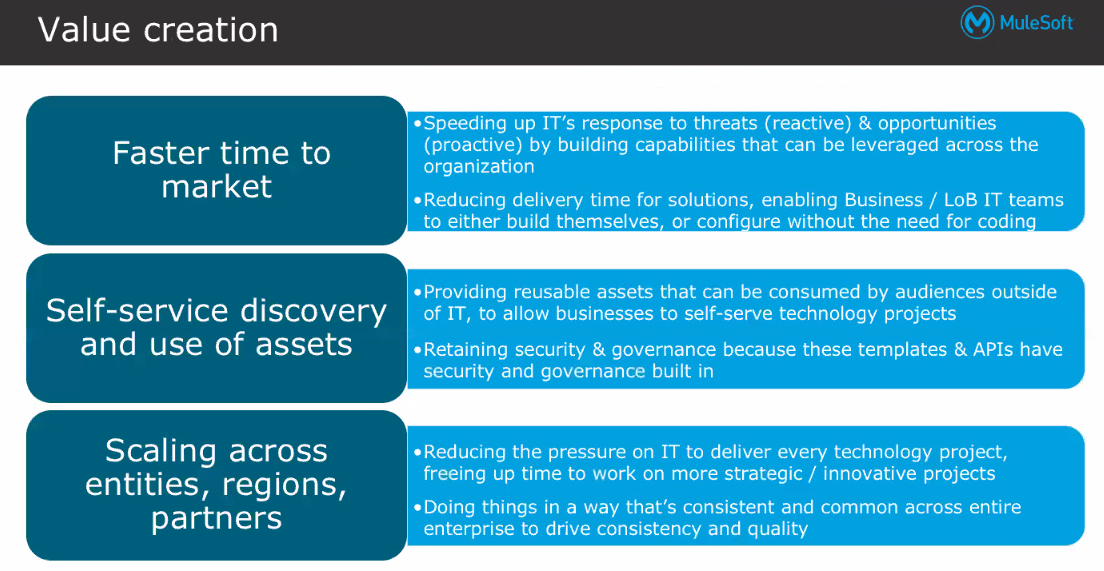 Value creation
MuleSoft
Faster time to
market
•Speeding up IT’s response to threats (reactive) & opportunities
(proactive) by building capabilities that can be leveraged across the
organization
•Reducing delivery time for solutions, enabling Business / LoB IT teams
to either build themselves, or configure without the need for coding
Self-service discovery
and use of assets
•Providing reusable assets that can be consumed by audiences outside
of IT, to allow businesses to self-serve technology projects
•Retaining security & governance because these templates & APIs have
security and governance built in
Scaling across
entities, regions,
partners
•Reducing the pressure on IT to deliver every technology project,
freeing up time to work on more strategic / innovative projects
•Doing things in a way that’s consistent and common across entire
enterprise to drive consistency and quality